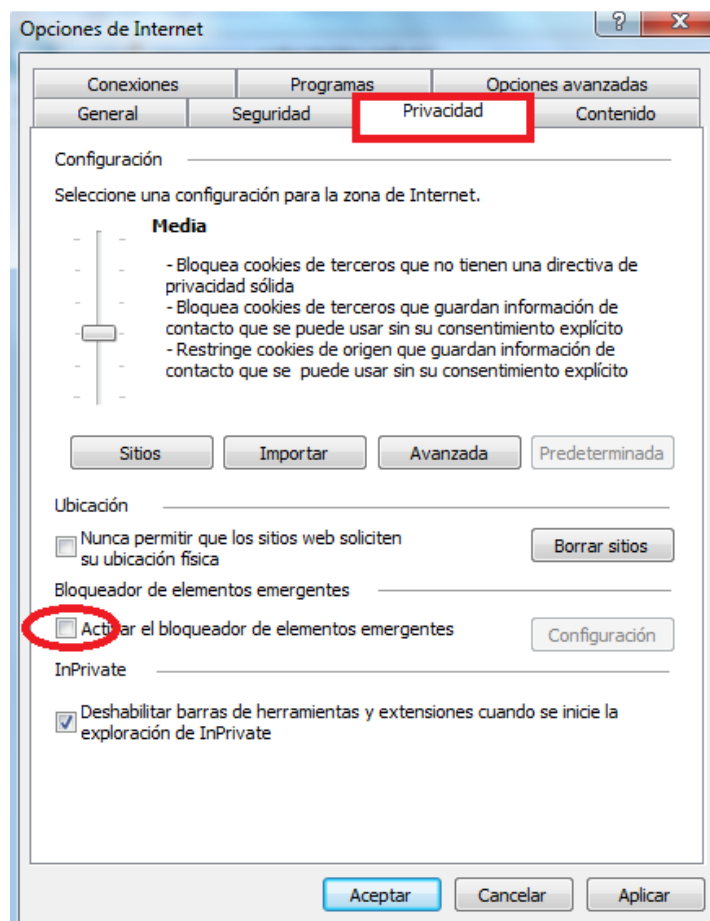 Opciones de Internet
Conexiones Programas Opciones avanzadas
General Seguridad Privacidad Contenido
Configuración
Seleccione una configuración para la zona de Internet.
Media
- Bloquea cookies de terceros que no tienen una directiva de
privacidad sólida
- Bloquea cookies de terceros que guardan información de
contacto que se puede usar sin su consentimiento explícito
- Restringe cookies de origen que guardan información de
contacto que se puede usar sin su consentimiento explícito
Sitios Importar Avanzada Predeterminada
Ubicación
Nunca permitir que los sitios web soliciten
su ubicación física
Borrar sitios
Bloqueador de elementos emergentes
Activar el bloqueador de elementos emergentes
Configuración
InPrivate
Deshabilitar barras de herramientas y extensiones cuando se inicie la
exploración de InPrivate
Aceptar Cancelar Aplicar